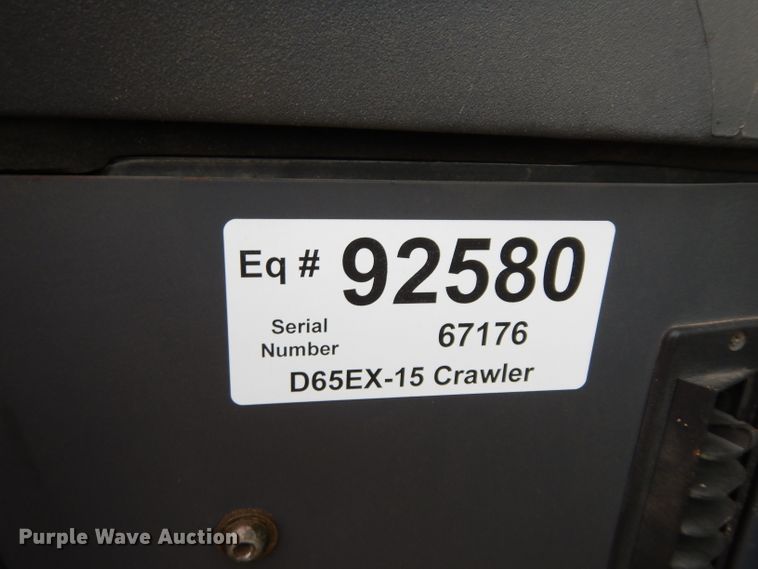 Eq # 92580
Serial
Number 67176
D65EX-15 Crawler
Purple Wave Auction